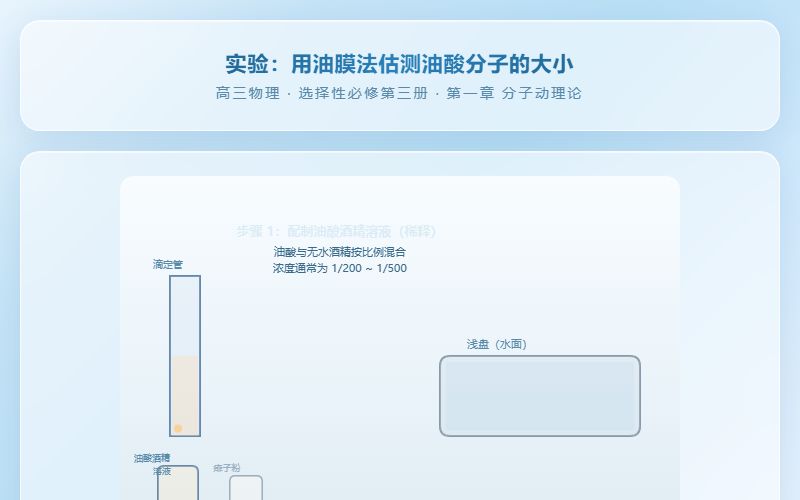 实验：用油膜法估测油酸分子的大小
高三物理 · 选择性必修第三册 · 第一章 分子动理论
步骤 1：配制油酸酒精溶液（稀释）
油酸与无水酒精按比例混合
浓度通常为 1/200 ~ 1/500
滴定管
浅盘（水面）
油酸酒精
溶液
痱子粉